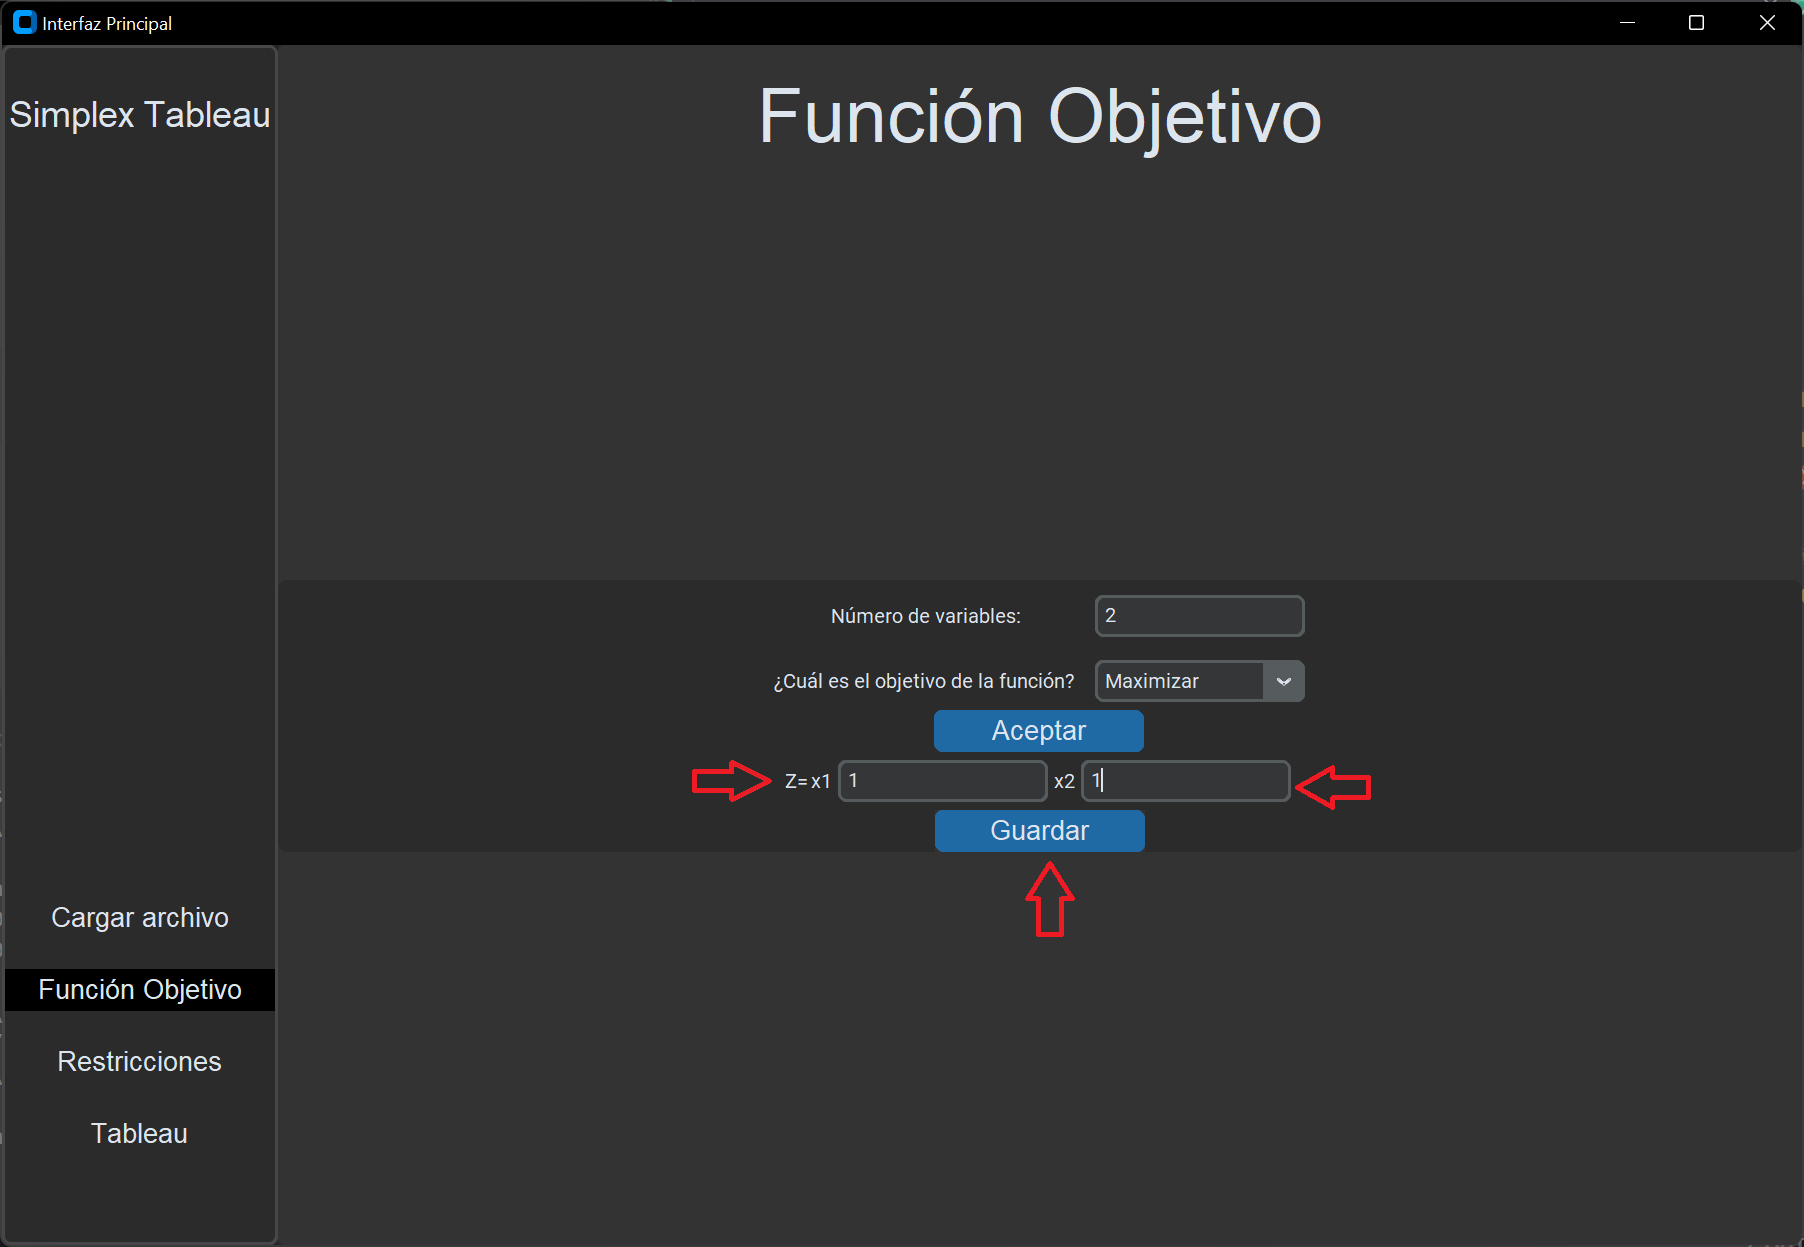 Interfaz Principal
Simplex Tableau
Función Objetivo
Número de variables: 2
¿Cuál es el objetivo de la función? Maximizar
Aceptar
Z= x1 1 x2 1
Guardar
Cargar archivo
Función Objetivo
Restricciones
Tableau